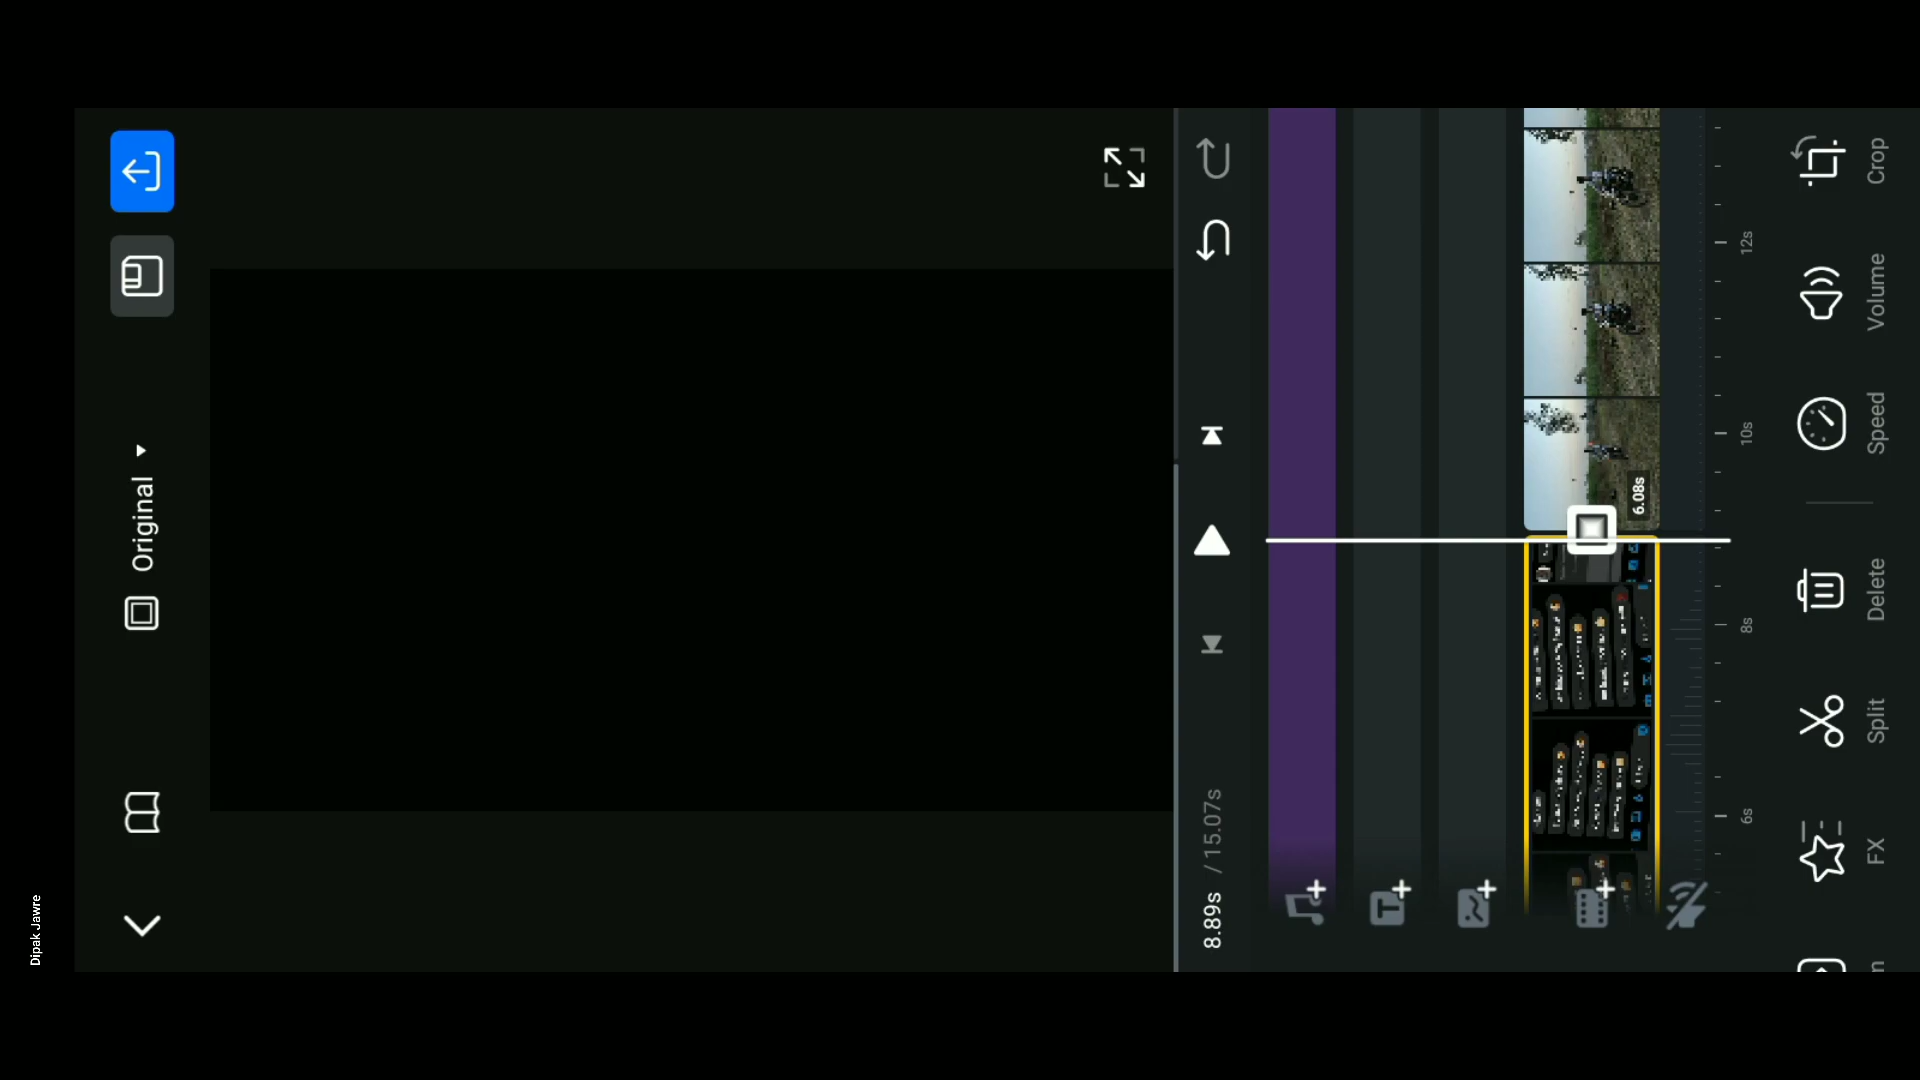 Original
8.89s / 15.07s
6.08s
6s
8s
10s
12s
FX
Split
Delete
Speed
Volume
Crop
Dipak Jawre